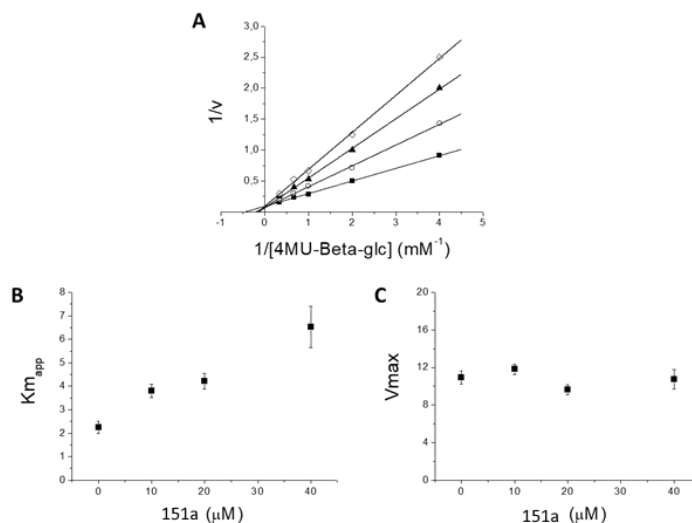 A
3,0
2,5
2,0
1,5
1,0
0,5
1/v
-1 0 1 2 3 4 5
1/[4MU-Beta-glc] (mM⁻¹)
B
8
7
6
5
4
3
2
1
0
Km app
0 10 20 30 40
151a (μM)
C
20
16
12
8
4
0
Vmax
0 10 20 30 40
151a (μM)